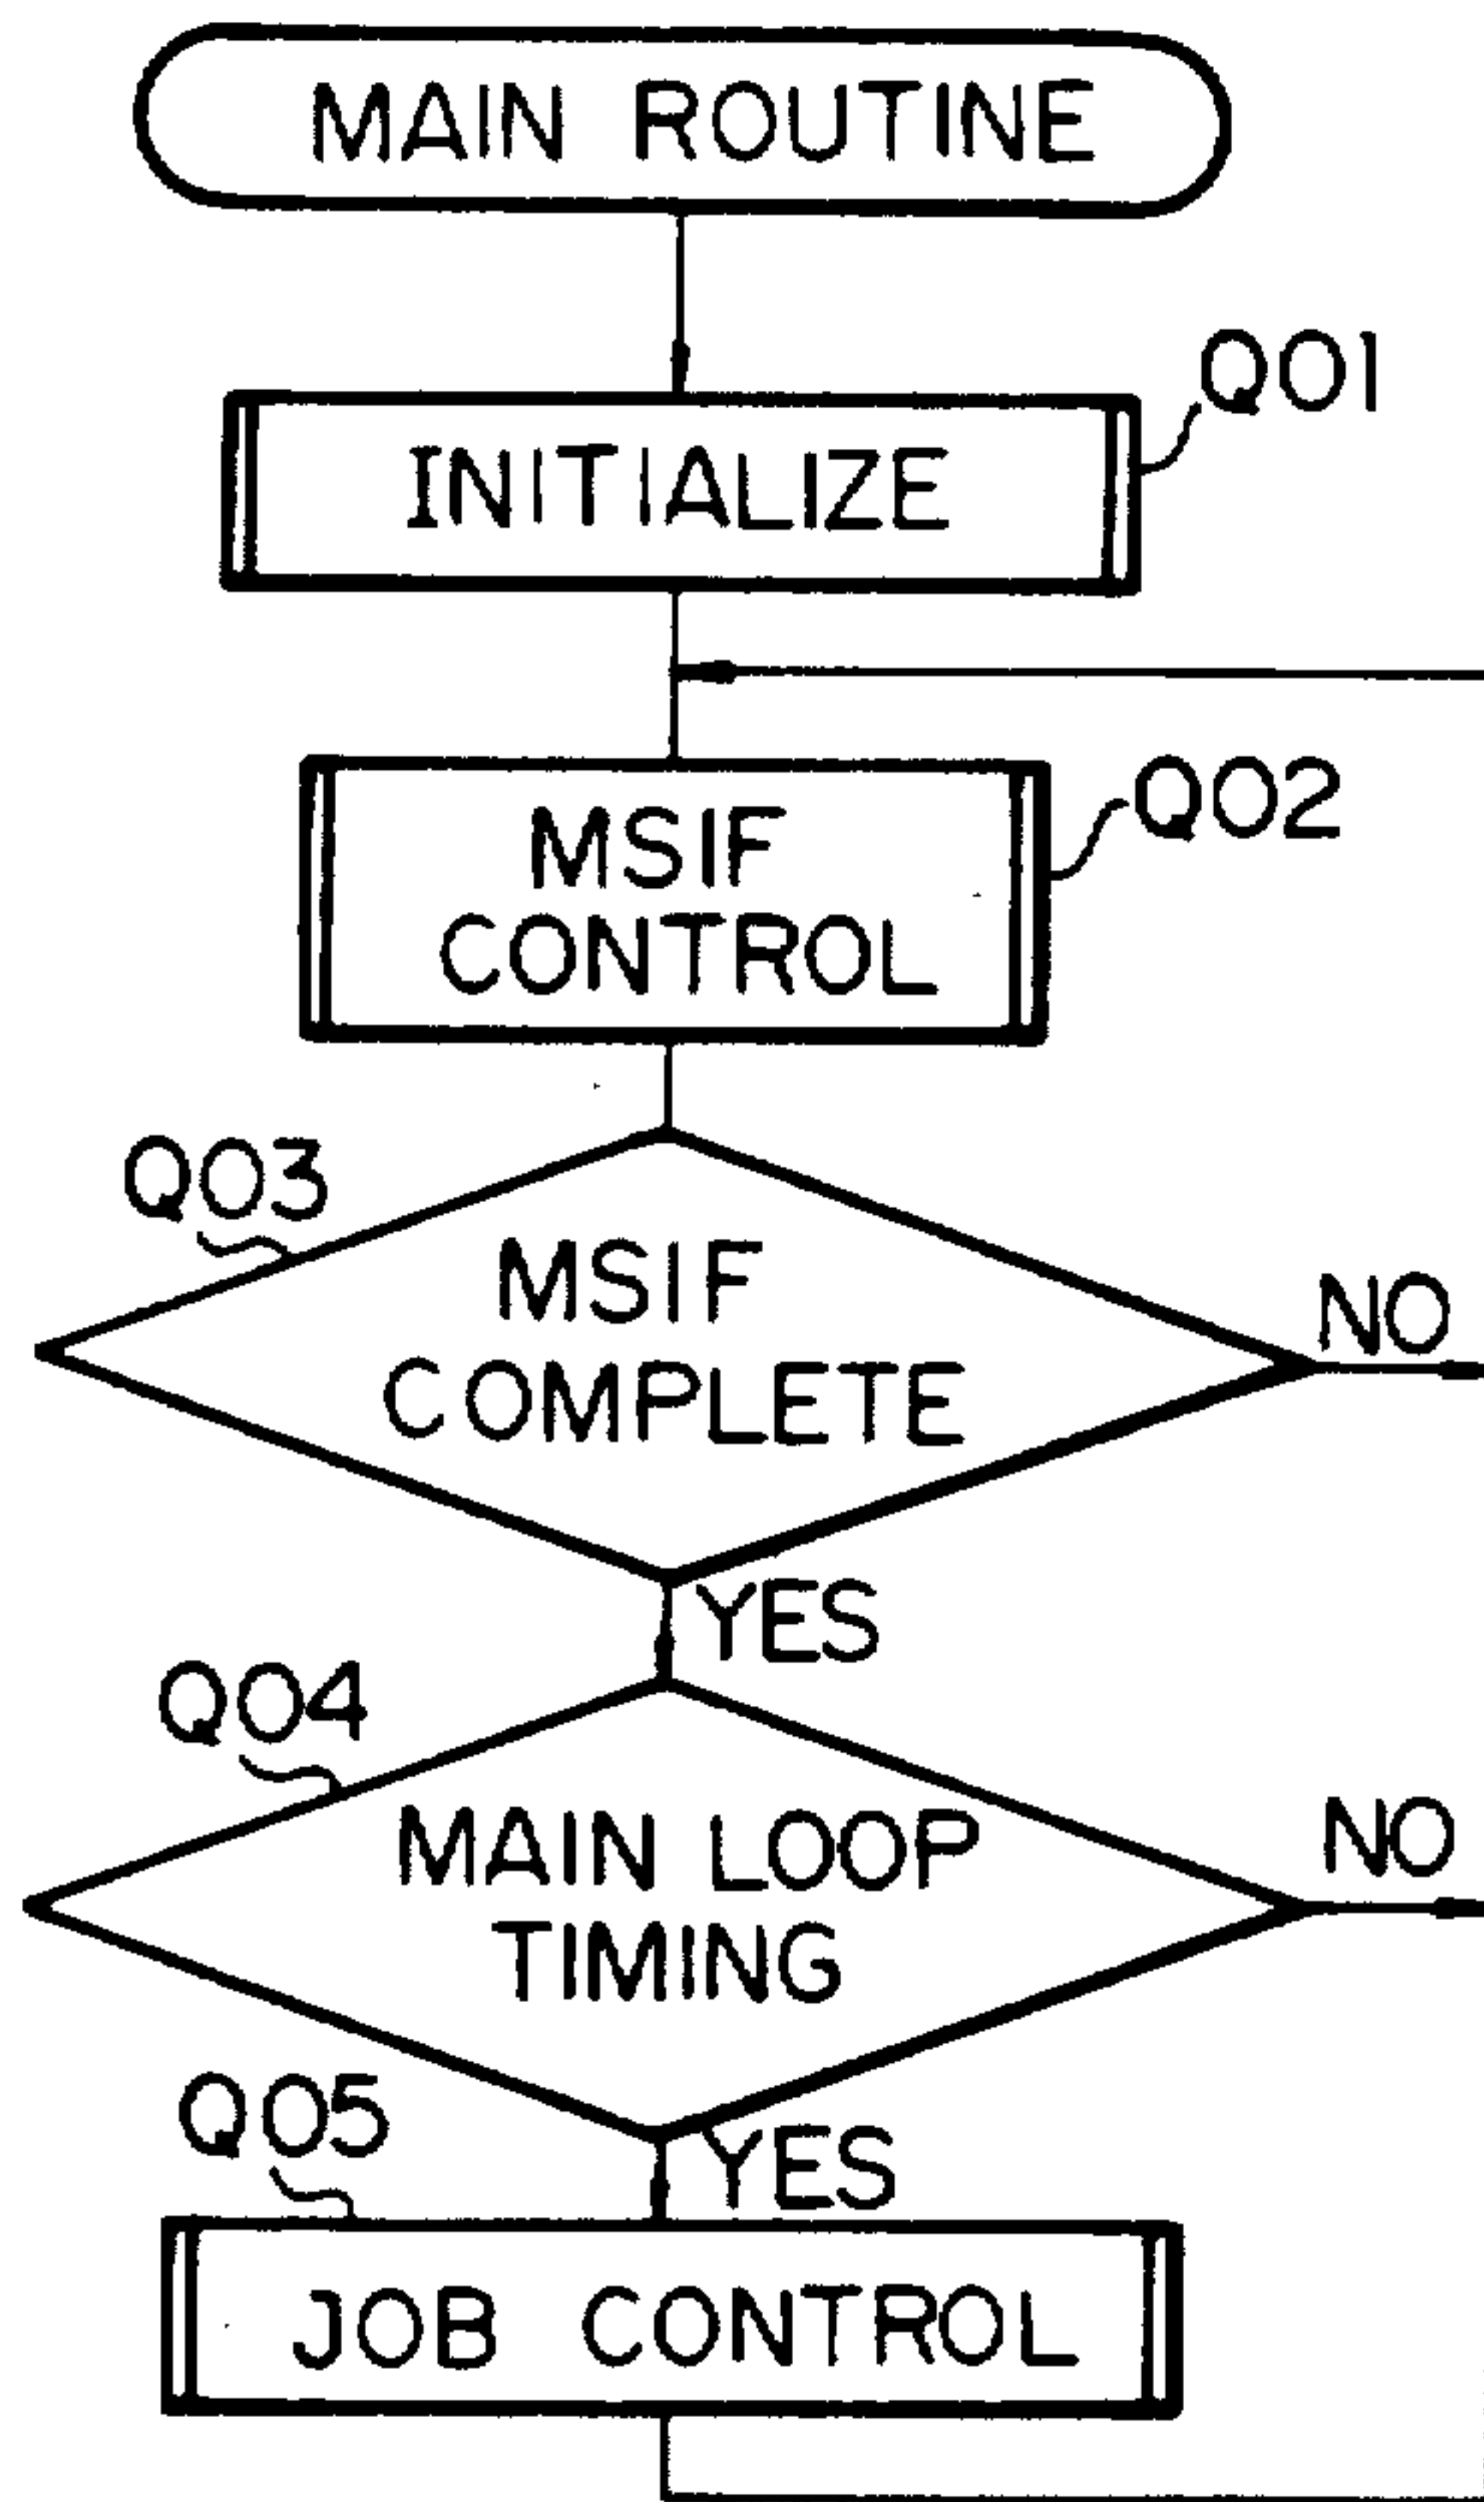 MAIN ROUTINE
Q01
INITIALIZE
Q02
MSIF
CONTROL
Q03
MSIF
COMPLETE
NO
YES
Q04
MAIN LOOP
TIMING
NO
YES
Q05
JOB CONTROL